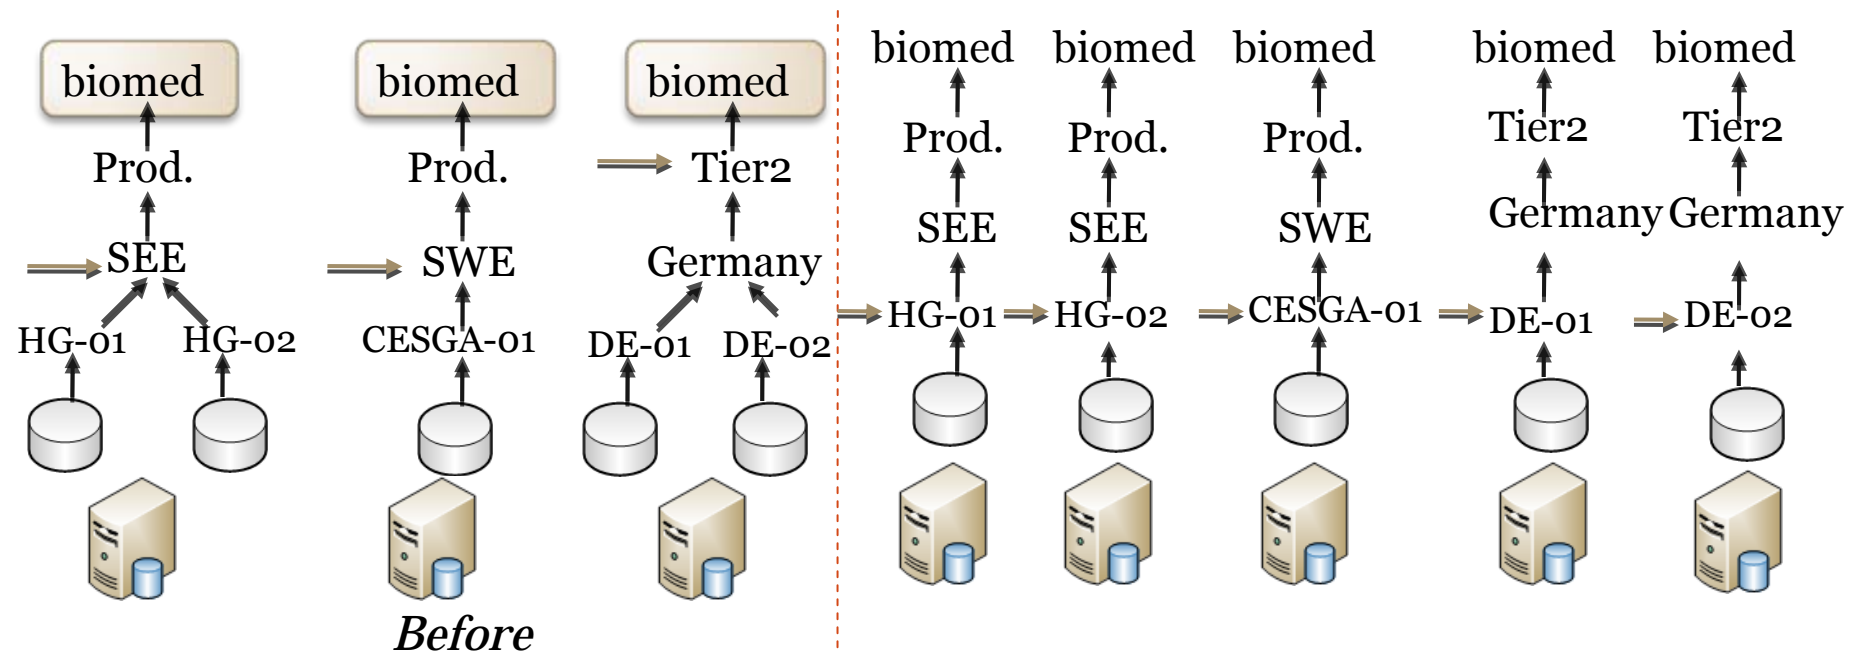 biomed
Prod.
SEE
HG-01 HG-02
biomed
Prod.
SWE
CESGA-01
biomed
Tier2
Germany
DE-01 DE-02
Before
biomed
Prod.
SEE
HG-01
biomed
Prod.
SEE
HG-02
biomed
Prod.
SWE
CESGA-01
biomed
Tier2
Germany
DE-01
biomed
Tier2
Germany
DE-02